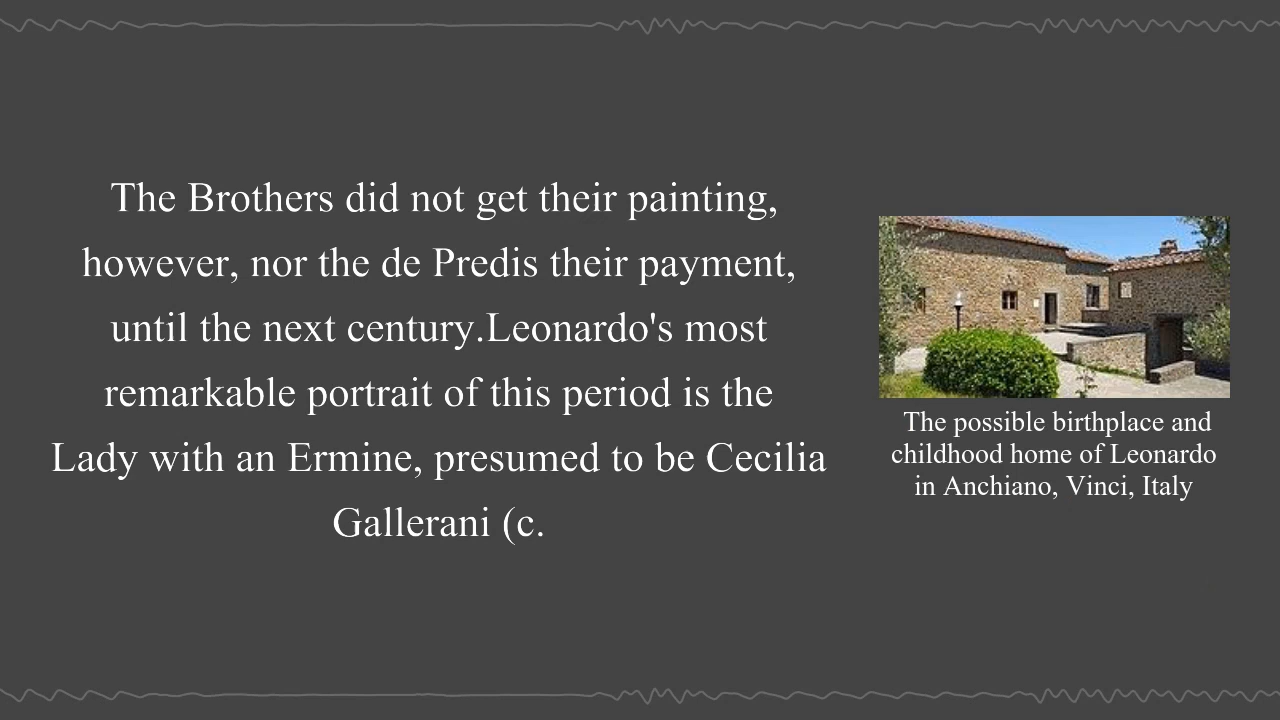 The Brothers did not get their painting,
however, nor the de Predis their payment,
until the next century.Leonardo's most
remarkable portrait of this period is the
Lady with an Ermine, presumed to be Cecilia
Gallerani (c.
The possible birthplace and
childhood home of Leonardo
in Anchiano, Vinci, Italy